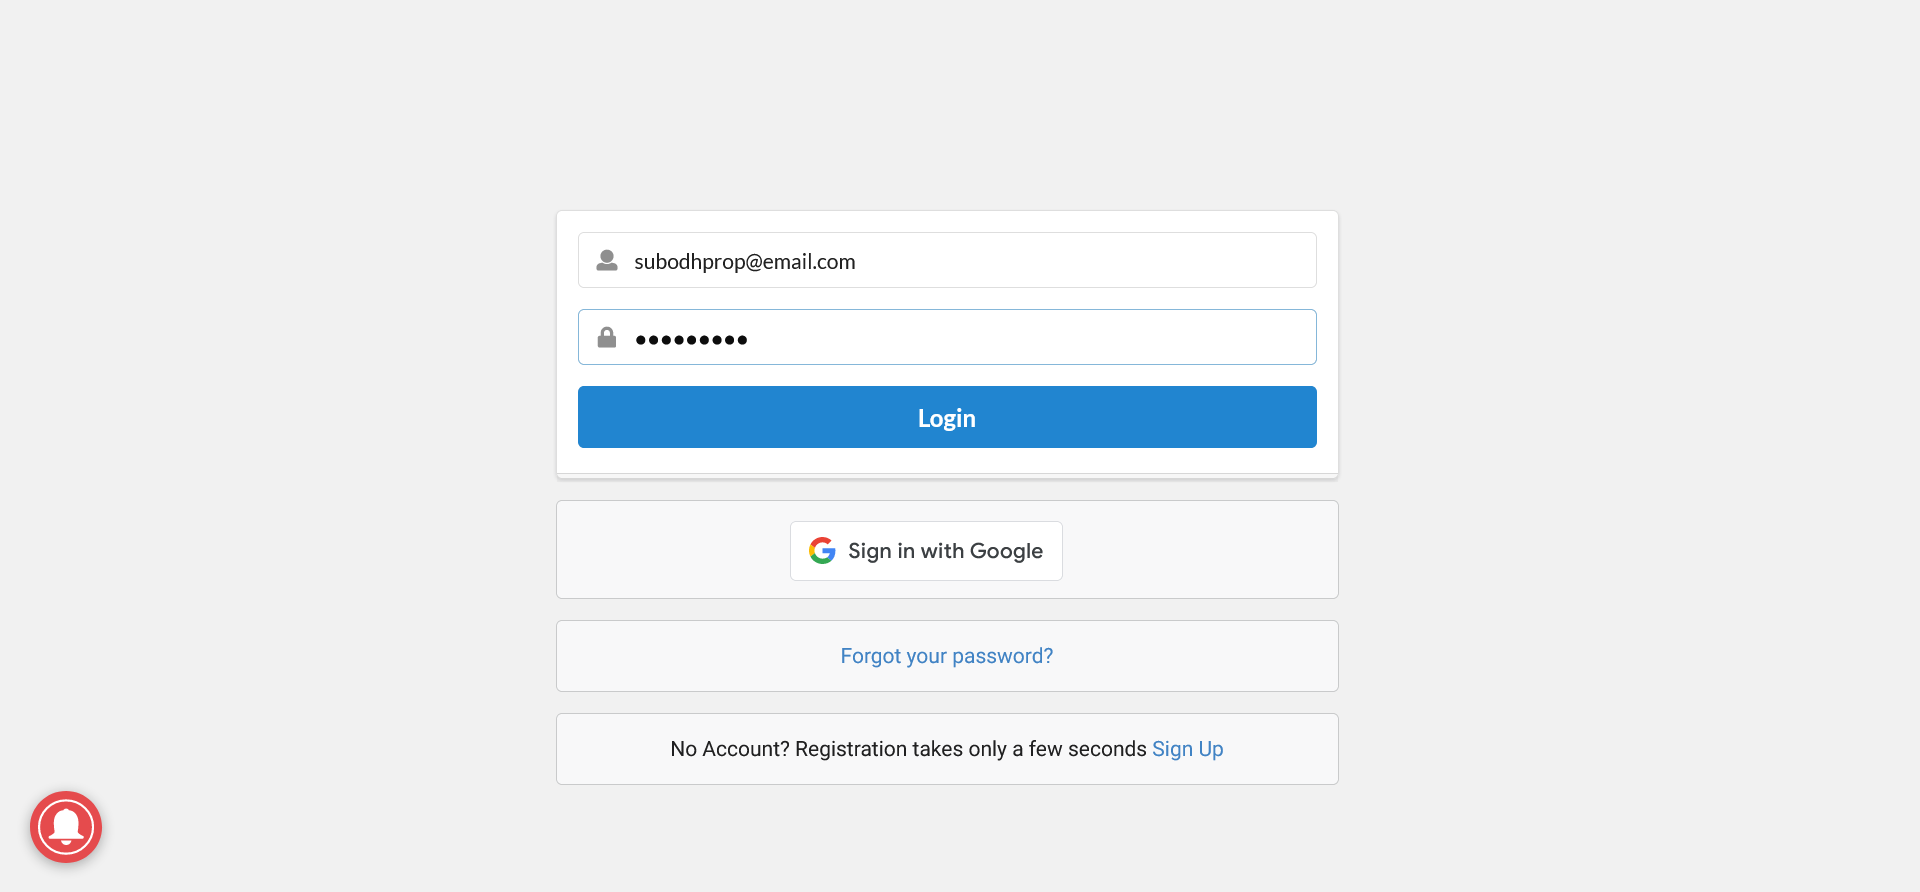 subodhprop@email.com
•••••••••
Login
Sign in with Google
Forgot your password?
No Account? Registration takes only a few seconds Sign Up